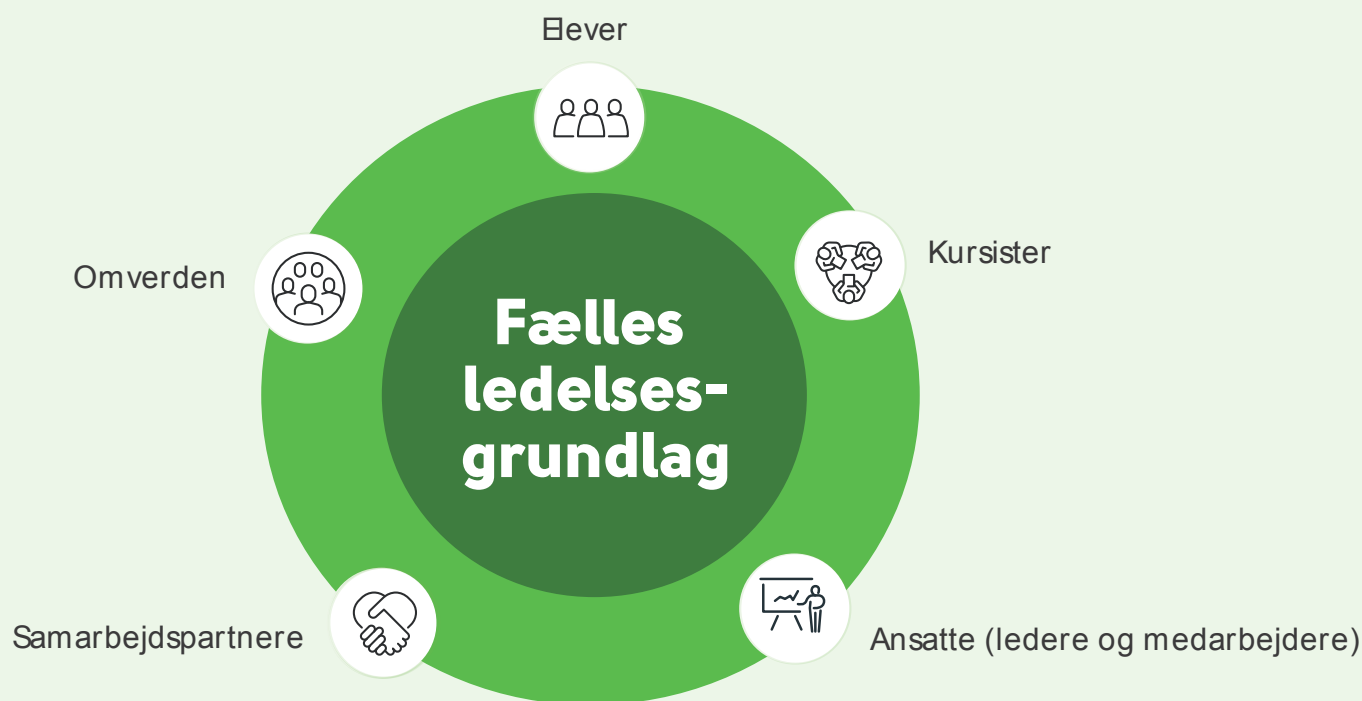 Elever
Kursister
Omverden
Fælles
ledelses-
grundlag
Samarbejdspartnere
Ansatte (ledere og medarbejdere)